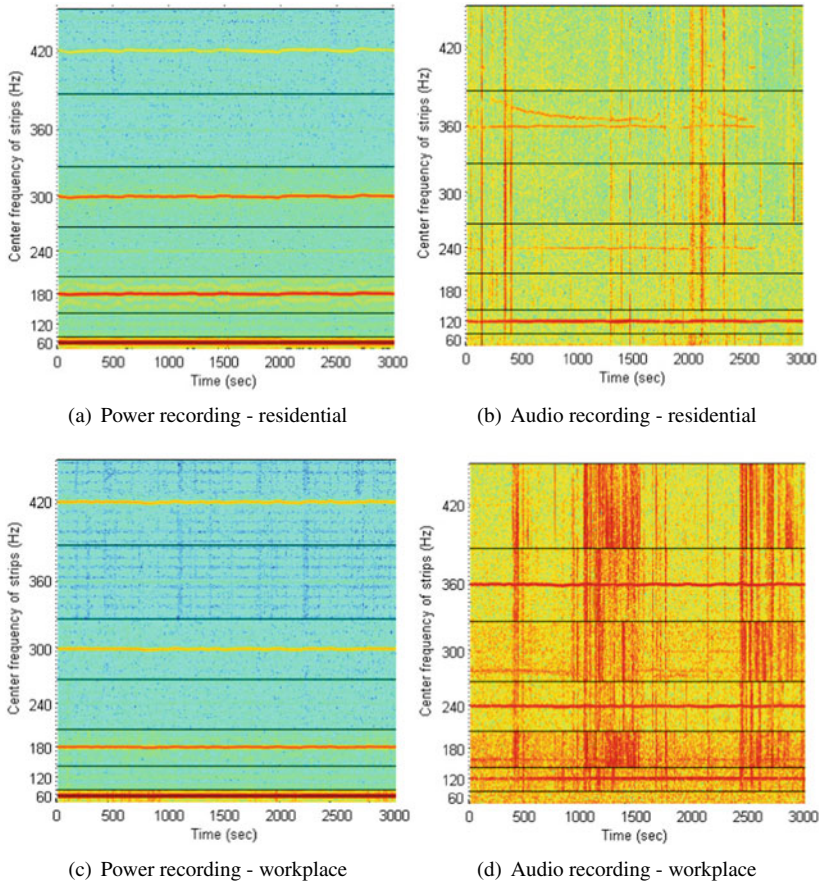 Center frequency of strips (Hz)
420
360
300
240
180
120
60
0 500 1000 1500 2000 2500 3000
Time (sec)
(a) Power recording - residential
Center frequency of strips (Hz)
420
360
300
240
180
120
60
0 500 1000 1500 2000 2500 3000
Time (sec)
(b) Audio recording - residential
Center frequency of strips (Hz)
420
360
300
240
180
120
60
0 500 1000 1500 2000 2500 3000
Time (sec)
(c) Power recording - workplace
Center frequency of strips (Hz)
420
360
300
240
180
120
60
0 500 1000 1500 2000 2500 3000
Time (sec)
(d) Audio recording - workplace